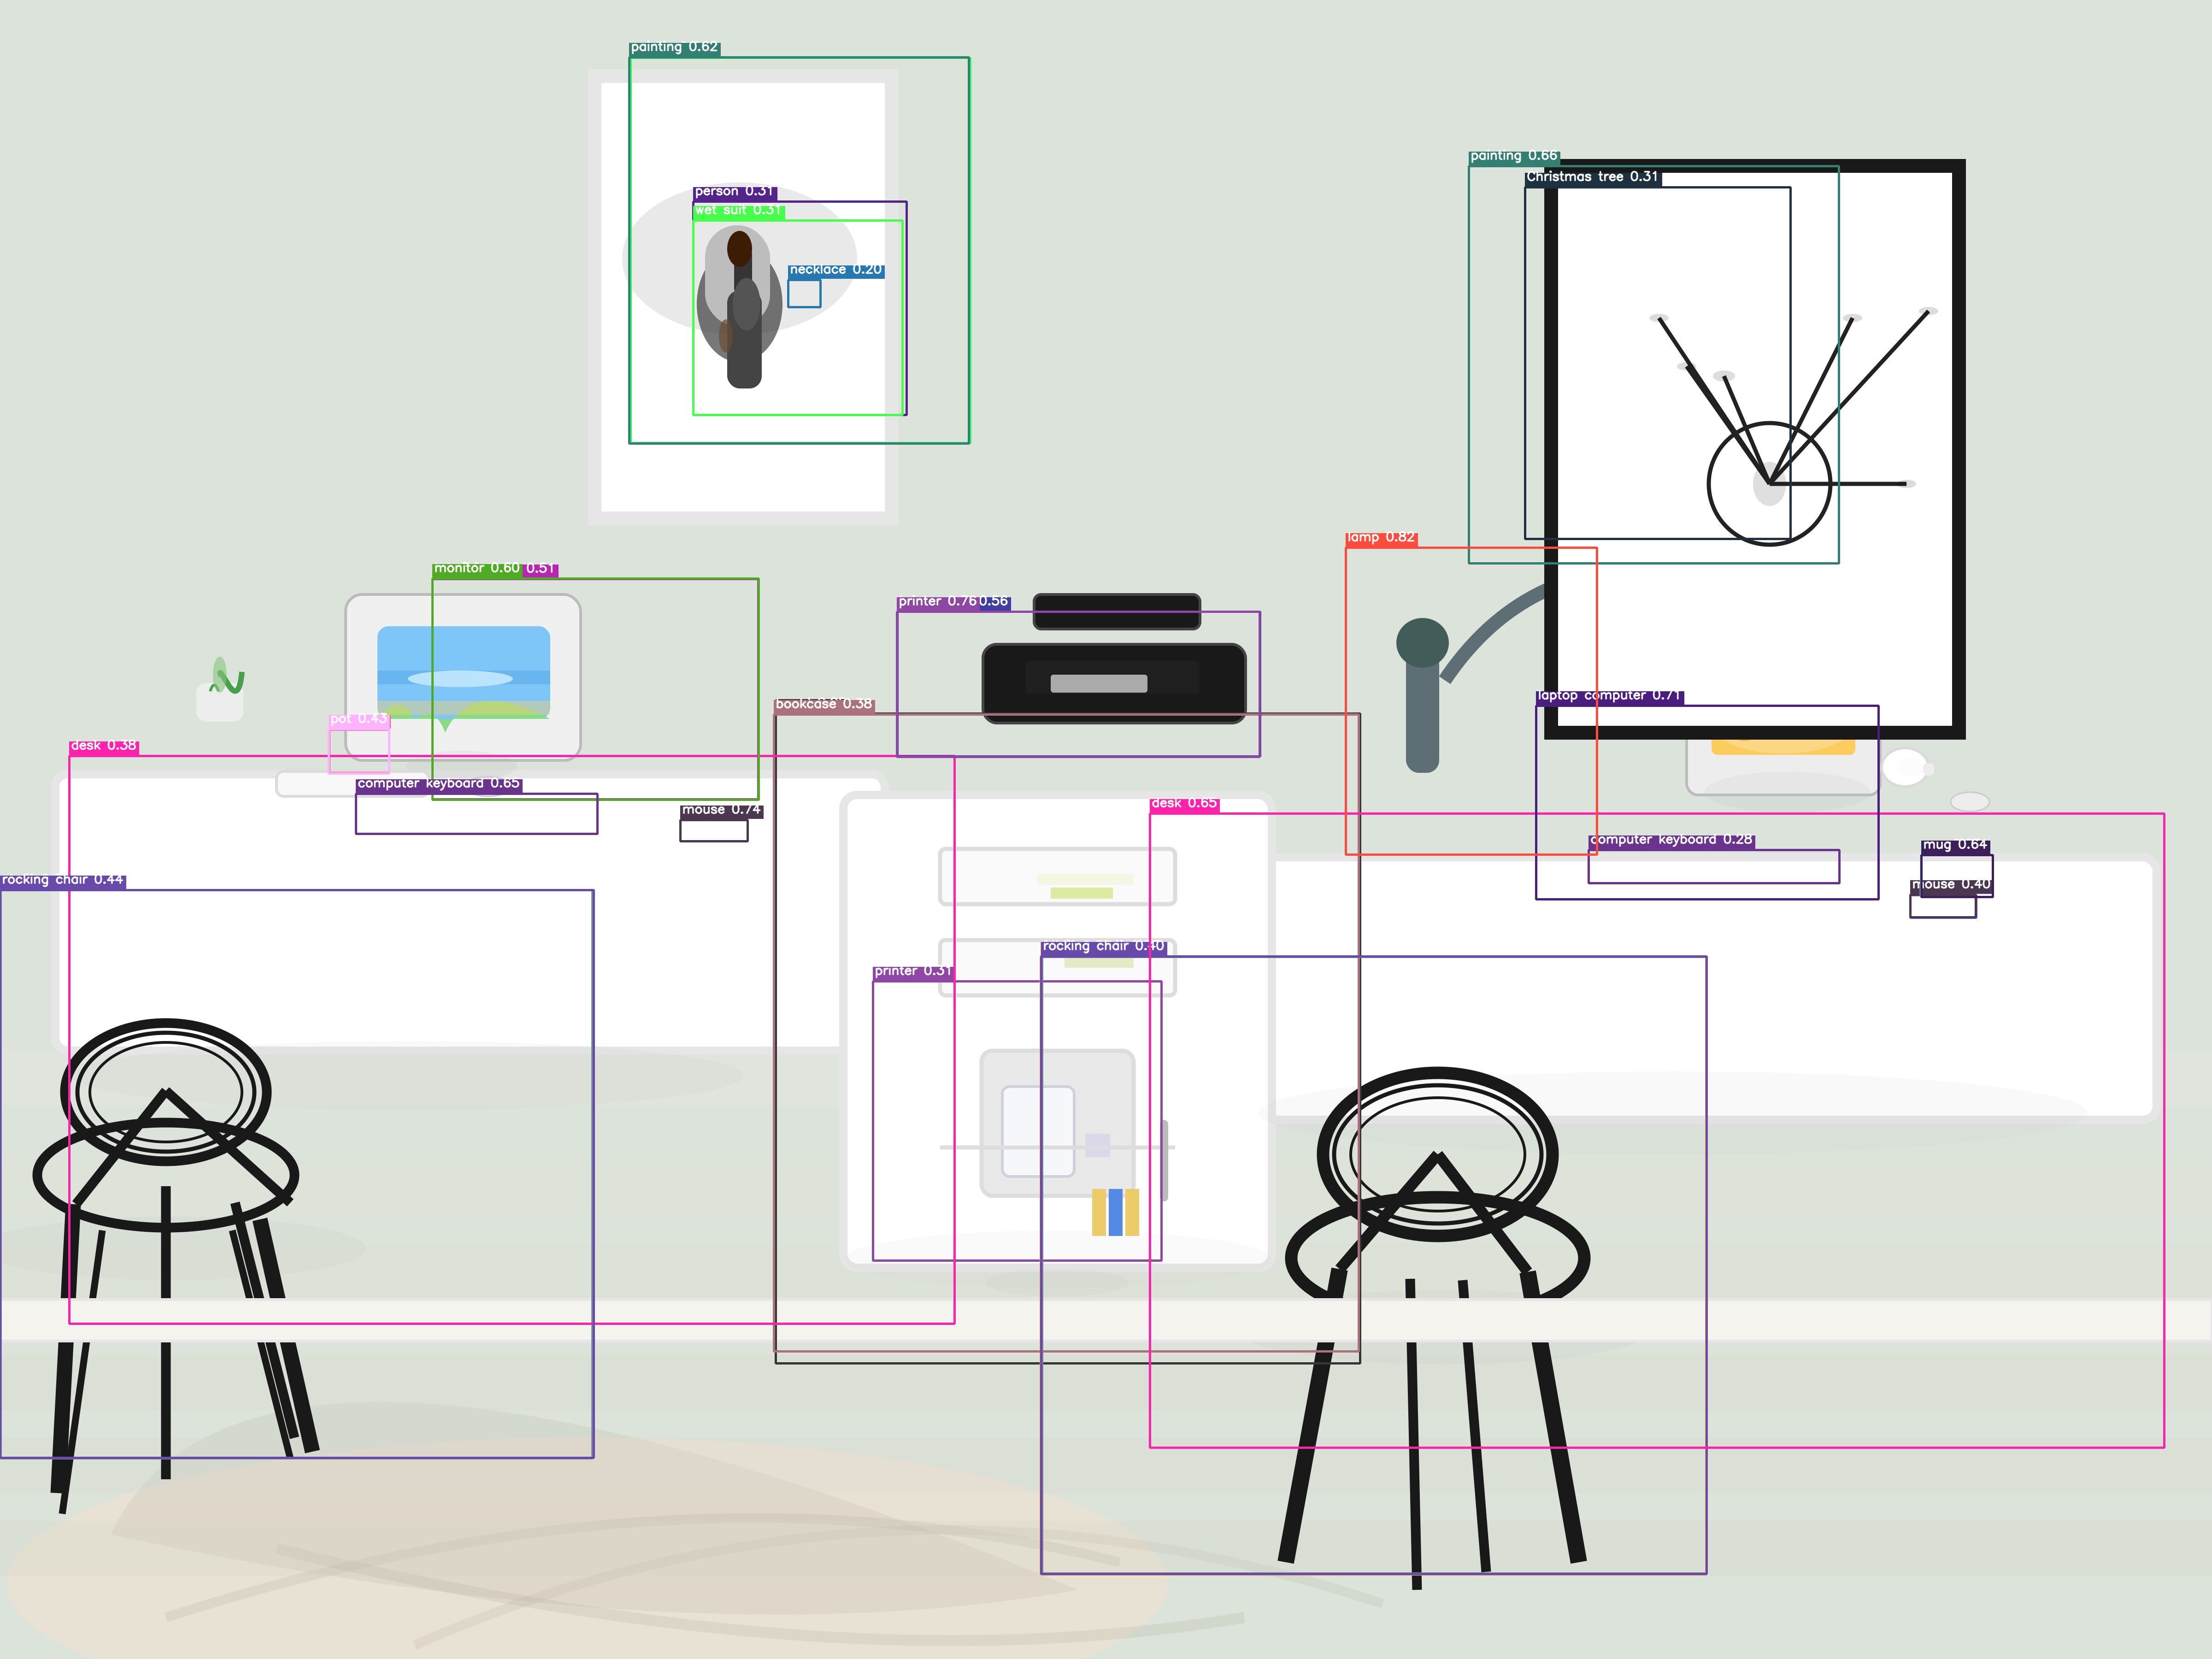 painting 0.62
painting 0.66
Christmas tree 0.31
person 0.31
wet suit 0.31
necklace 0.20
lamp 0.82
monitor 0.60 0.51
printer 0.76 0.56
laptop computer 0.71
bookcase 0.38
pot 0.43
desk 0.38
computer keyboard 0.65
mouse 0.74
desk 0.65
computer keyboard 0.28
mug 0.64
mouse 0.40
rocking chair 0.44
rocking chair 0.40
printer 0.31